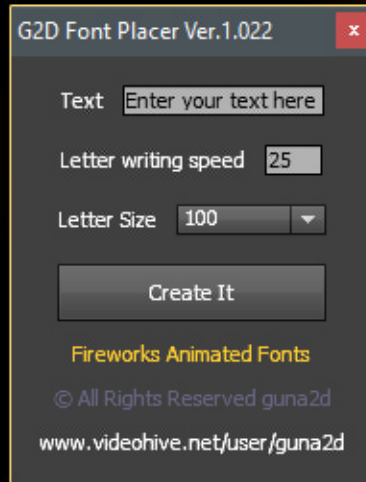 G2D Font Placer Ver.1.022 x
Text Enter your text here
Letter writing speed 25
Letter Size 100
Create It
Fireworks Animated Fonts
© All Rights Reserved guna2d
www.videohive.net/user/guna2d